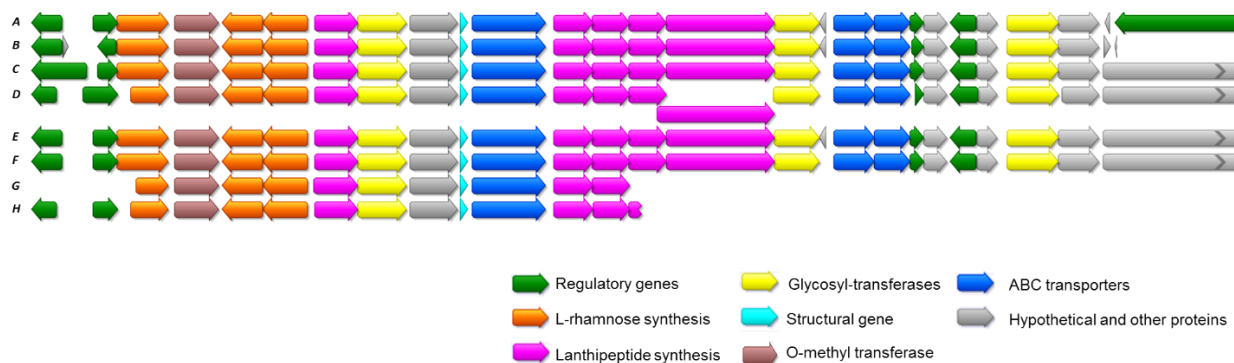 A
B
C
D
E
F
G
H
Regulatory genes
Glycosyl-transferases
ABC transporters
L-rhamnose synthesis
Structural gene
Hypothetical and other proteins
Lanthipeptide synthesis
O-methyl transferase